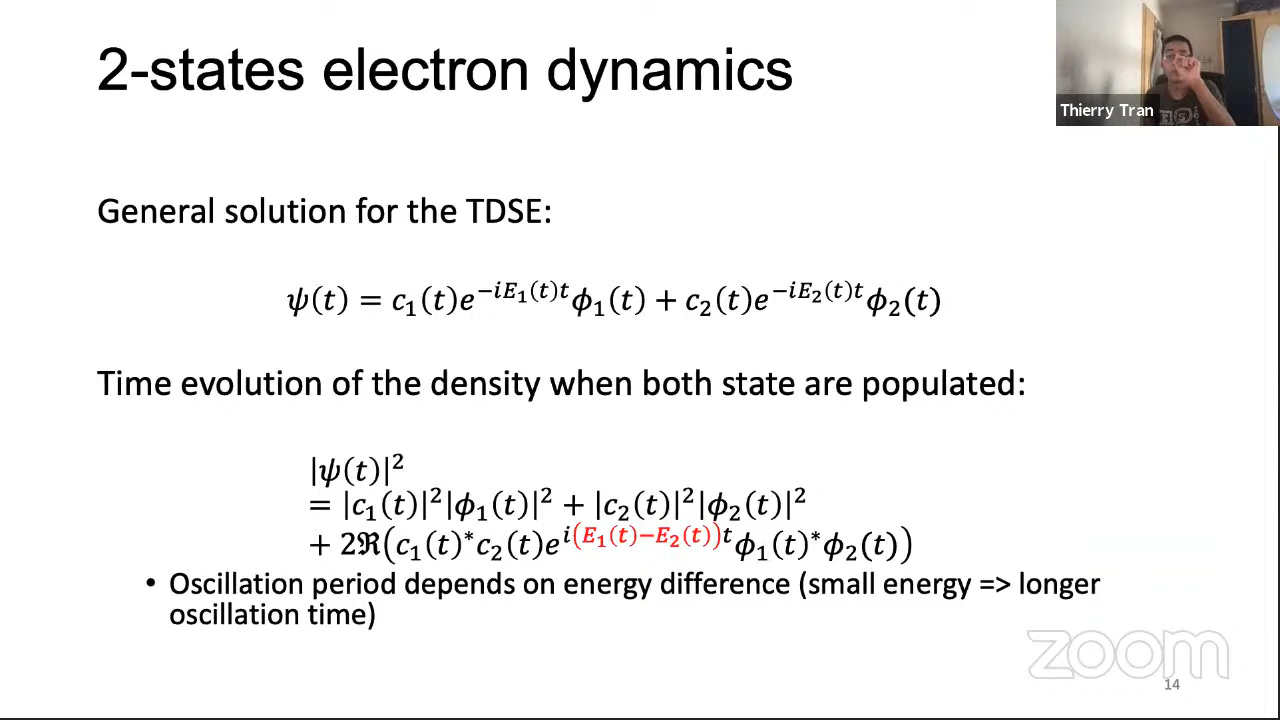 2-states electron dynamics
Thierry Tran
General solution for the TDSE:
ψ(t) = c₁(t)e^{−iE₁(t)t}ϕ₁(t) + c₂(t)e^{−iE₂(t)t}ϕ₂(t)
Time evolution of the density when both state are populated:
|ψ(t)|²
= |c₁(t)|²|ϕ₁(t)|² + |c₂(t)|²|ϕ₂(t)|²
+ 2ℜ(c₁(t)*c₂(t)e^{i(E₁(t)−E₂(t))t}ϕ₁(t)*ϕ₂(t))
• Oscillation period depends on energy difference (small energy => longer
oscillation time)
zoom
14